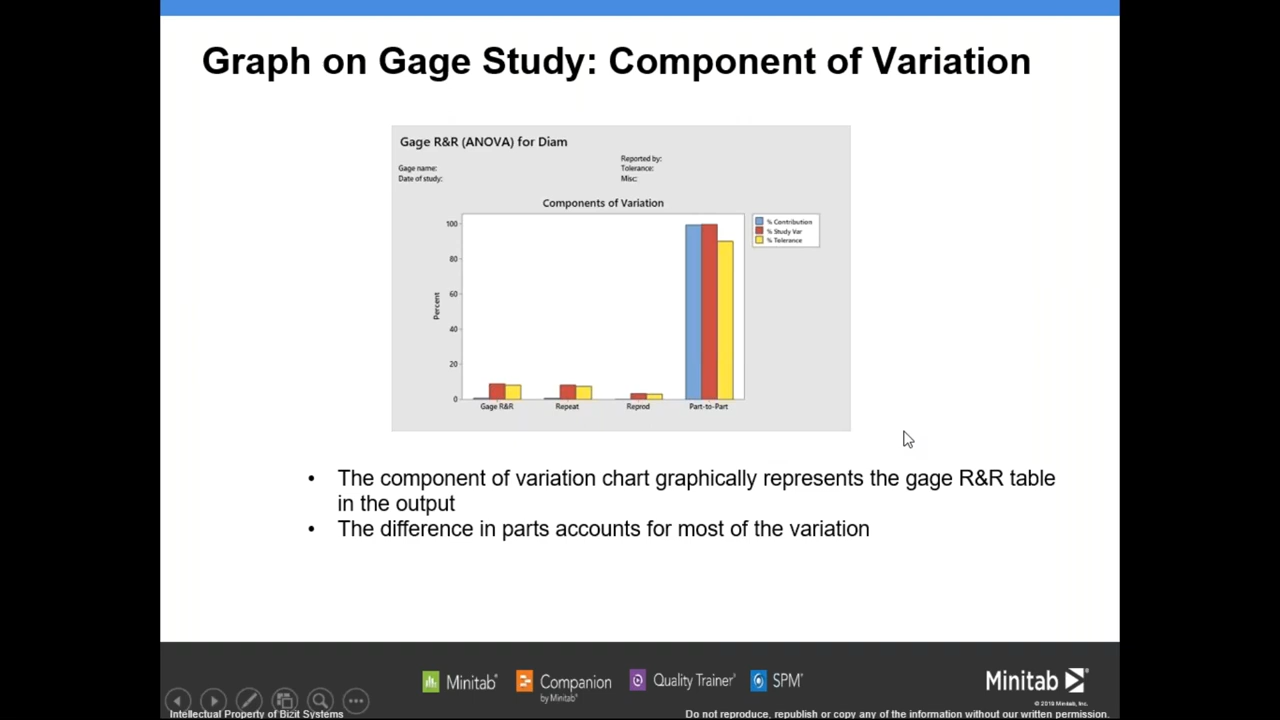 Graph on Gage Study: Component of Variation
Gage R&R (ANOVA) for Diam
Gage name:
Date of study:
Reported by:
Tolerance:
Misc:
Components of Variation
% Contribution
% Study Var
% Tolerance
100
80
60
40
20
0
Percent
Gage R&R Repeat Reprod Part-to-Part
• The component of variation chart graphically represents the gage R&R table
in the output
• The difference in parts accounts for most of the variation
Minitab® Companion by Minitab® Quality Trainer® SPM®
Minitab
© 2019 Minitab, Inc.
Intellectual Property of Bizit Systems
Do not reproduce, republish or copy any of the information without our written permission.